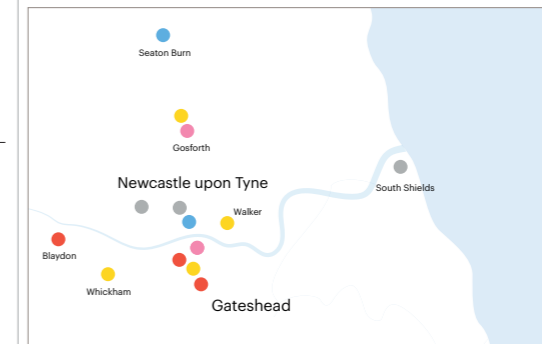 Seaton Burn
Gosforth
Newcastle upon Tyne
South Shields
Walker
Blaydon
Whickham
Gateshead